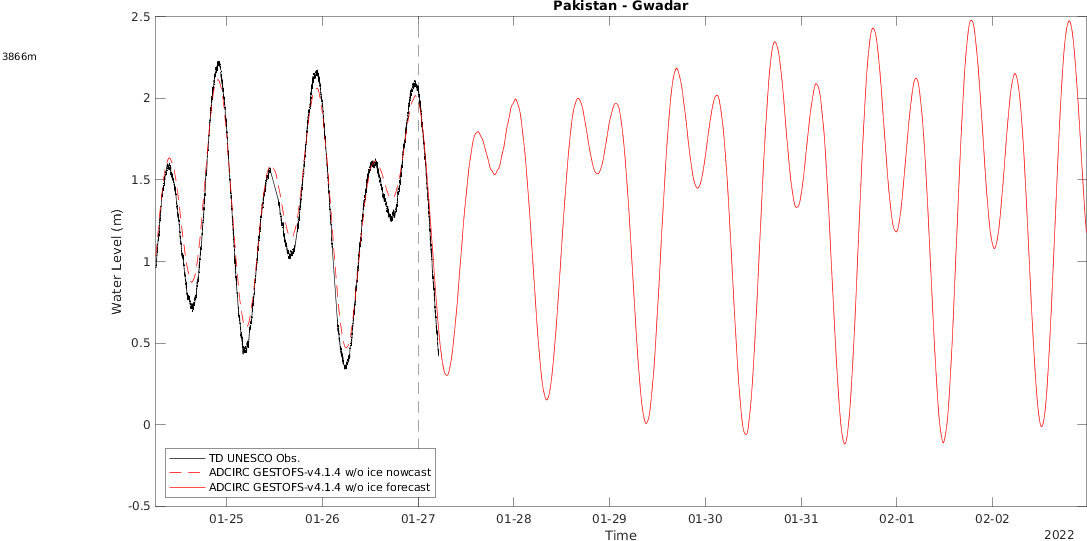 Pakistan - Gwadar
3866m
2.5
2
1.5
1
0.5
0
-0.5
Water Level (m)
TD UNESCO Obs.
ADCIRC GESTOFS-v4.1.4 w/o ice nowcast
ADCIRC GESTOFS-v4.1.4 w/o ice forecast
01-25 01-26 01-27 01-28 01-29 01-30 01-31 02-01 02-02
Time
2022